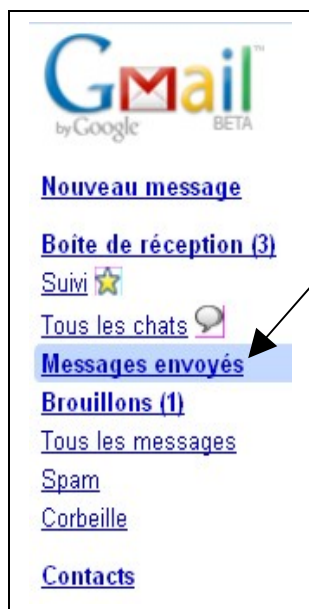 GMail™
by Google BETA
Nouveau message
Boîte de réception (3)
Suivi
Tous les chats
Messages envoyés
Brouillons (1)
Tous les messages
Spam
Corbeille
Contacts